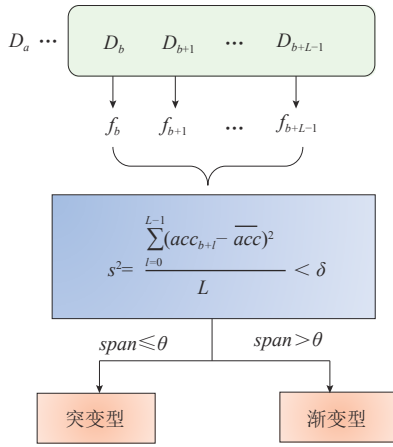 D_a ··· D_b D_{b+1} ··· D_{b+L−1}
f_b f_{b+1} ··· f_{b+L−1}
s²= \frac{\sum_{l=0}^{L−1}(acc_{b+l}− \overline{acc})²}{L} < δ
span≤θ span>θ
突变型 渐变型